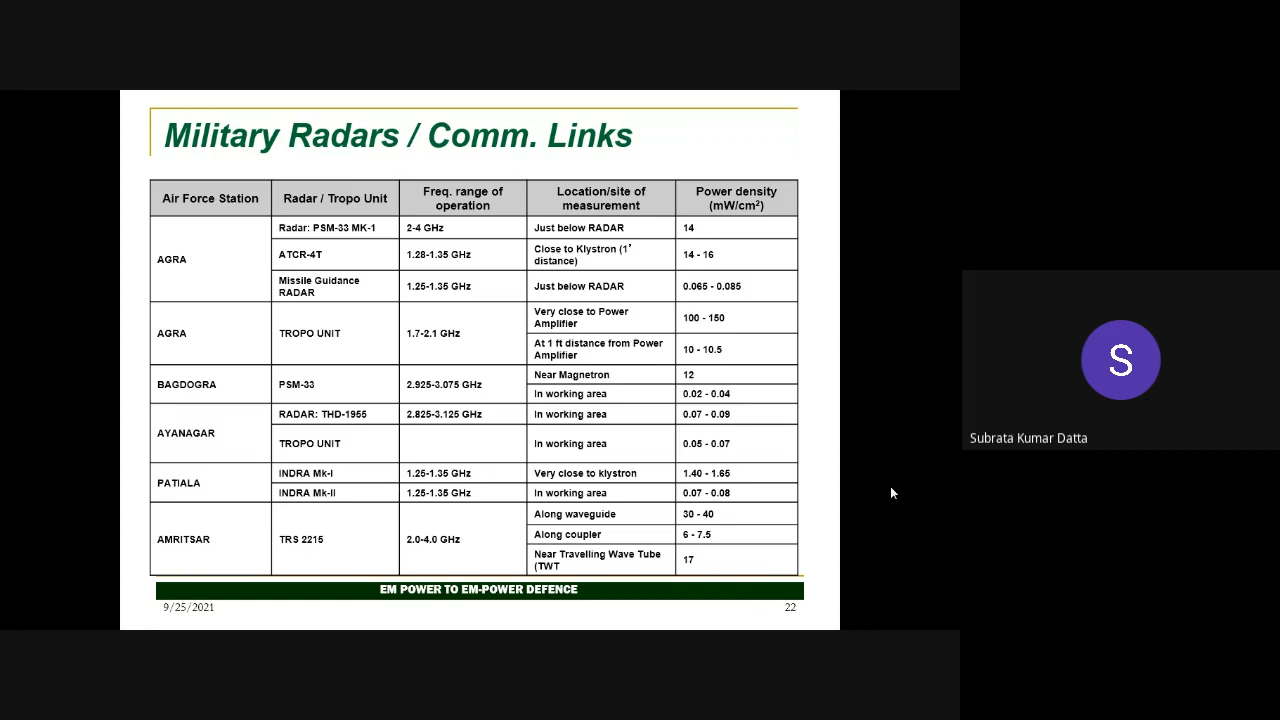 Military Radars / Comm. Links
Air Force Station
Radar / Tropo Unit
Freq. range of
operation
Location/site of
measurement
Power density
(mW/cm²)
AGRA
Radar: PSM-33 MK-1
2-4 GHz
Just below RADAR
14
ATCR-4T
1.28-1.35 GHz
Close to Klystron (1’
distance)
14 - 16
Missile Guidance
RADAR
1.25-1.35 GHz
Just below RADAR
0.065 - 0.085
AGRA
TROPO UNIT
1.7-2.1 GHz
Very close to Power
Amplifier
100 - 150
At 1 ft distance from Power
Amplifier
10 - 10.5
BAGDOGRA
PSM-33
2.925-3.075 GHz
Near Magnetron
12
In working area
0.02 - 0.04
AYANAGAR
RADAR: THD-1955
2.825-3.125 GHz
In working area
0.07 - 0.09
TROPO UNIT
In working area
0.05 - 0.07
PATIALA
INDRA Mk-I
1.25-1.35 GHz
Very close to klystron
1.40 - 1.65
INDRA Mk-II
1.25-1.35 GHz
In working area
0.07 - 0.08
AMRITSAR
TRS 2215
2.0-4.0 GHz
Along waveguide
30 - 40
Along coupler
6 - 7.5
Near Travelling Wave Tube
(TWT
17
EM POWER TO EM-POWER DEFENCE
9/25/2021
22
S
Subrata Kumar Datta